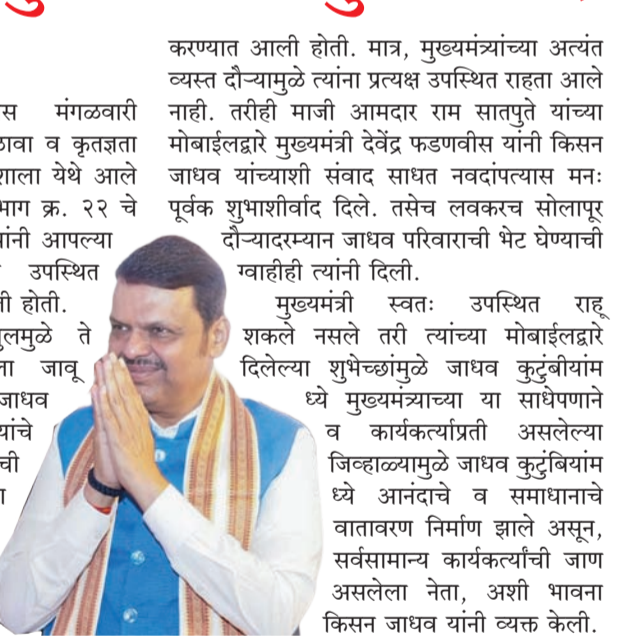 स मंगळवारी
व कृतज्ञता
येथे आले
क्र. २२ चे
आपल्या
उपस्थित
होती.
ते
जावू
जाधव
करण्यात आली होती. मात्र, मुख्यमंत्र्यांच्या अत्यंत
व्यस्त दौऱ्यामुळे त्यांना प्रत्यक्ष उपस्थित राहता आले
नाही. तरीही माजी आमदार राम सातपुते यांच्या
मोबाईलद्वारे मुख्यमंत्री देवेंद्र फडणवीस यांनी किसन
जाधव यांच्याशी संवाद साधत नवदांपत्यास मनः
पूर्वक शुभाशीर्वाद दिले. तसेच लवकरच सोलापूर
दौऱ्यादरम्यान जाधव परिवाराची भेट घेण्याची
ग्वाहीही त्यांनी दिली.
मुख्यमंत्री स्वतः उपस्थित राहू
शकले नसले तरी त्यांच्या मोबाईलद्वारे
दिलेल्या शुभेच्छांमुळे जाधव कुटुंबीयांम
ध्ये मुख्यमंत्र्याच्या या साधेपणाने
व कार्यकर्त्याप्रती असलेल्या
जिव्हाळ्यामुळे जाधव कुटुंबियांम
ध्ये आनंदाचे व समाधानाचे
वातावरण निर्माण झाले असून,
सर्वसामान्य कार्यकर्त्यांची जाण
असलेला नेता, अशी भावना
किसन जाधव यांनी व्यक्त केली.